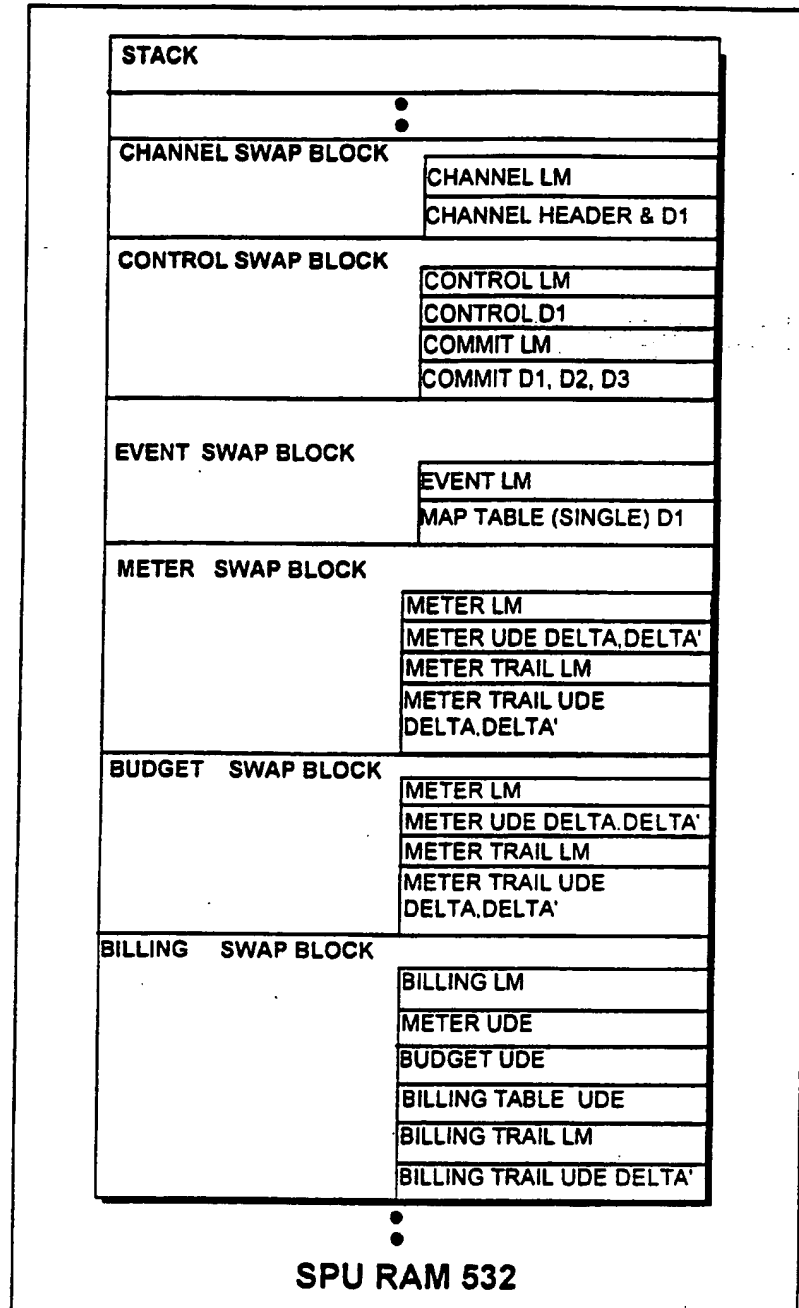 STACK
CHANNEL SWAP BLOCK
CHANNEL LM
CHANNEL HEADER & D1
CONTROL SWAP BLOCK
CONTROL LM
CONTROL D1
COMMIT LM
COMMIT D1, D2, D3
EVENT SWAP BLOCK
EVENT LM
MAP TABLE (SINGLE) D1
METER SWAP BLOCK
METER LM
METER UDE DELTA,DELTA'
METER TRAIL LM
METER TRAIL UDE
DELTA,DELTA'
BUDGET SWAP BLOCK
METER LM
METER UDE DELTA.DELTA'
METER TRAIL LM
METER TRAIL UDE
DELTA,DELTA'
BILLING SWAP BLOCK
BILLING LM
METER UDE
BUDGET UDE
BILLING TABLE UDE
BILLING TRAIL LM
BILLING TRAIL UDE DELTA'
SPU RAM 532